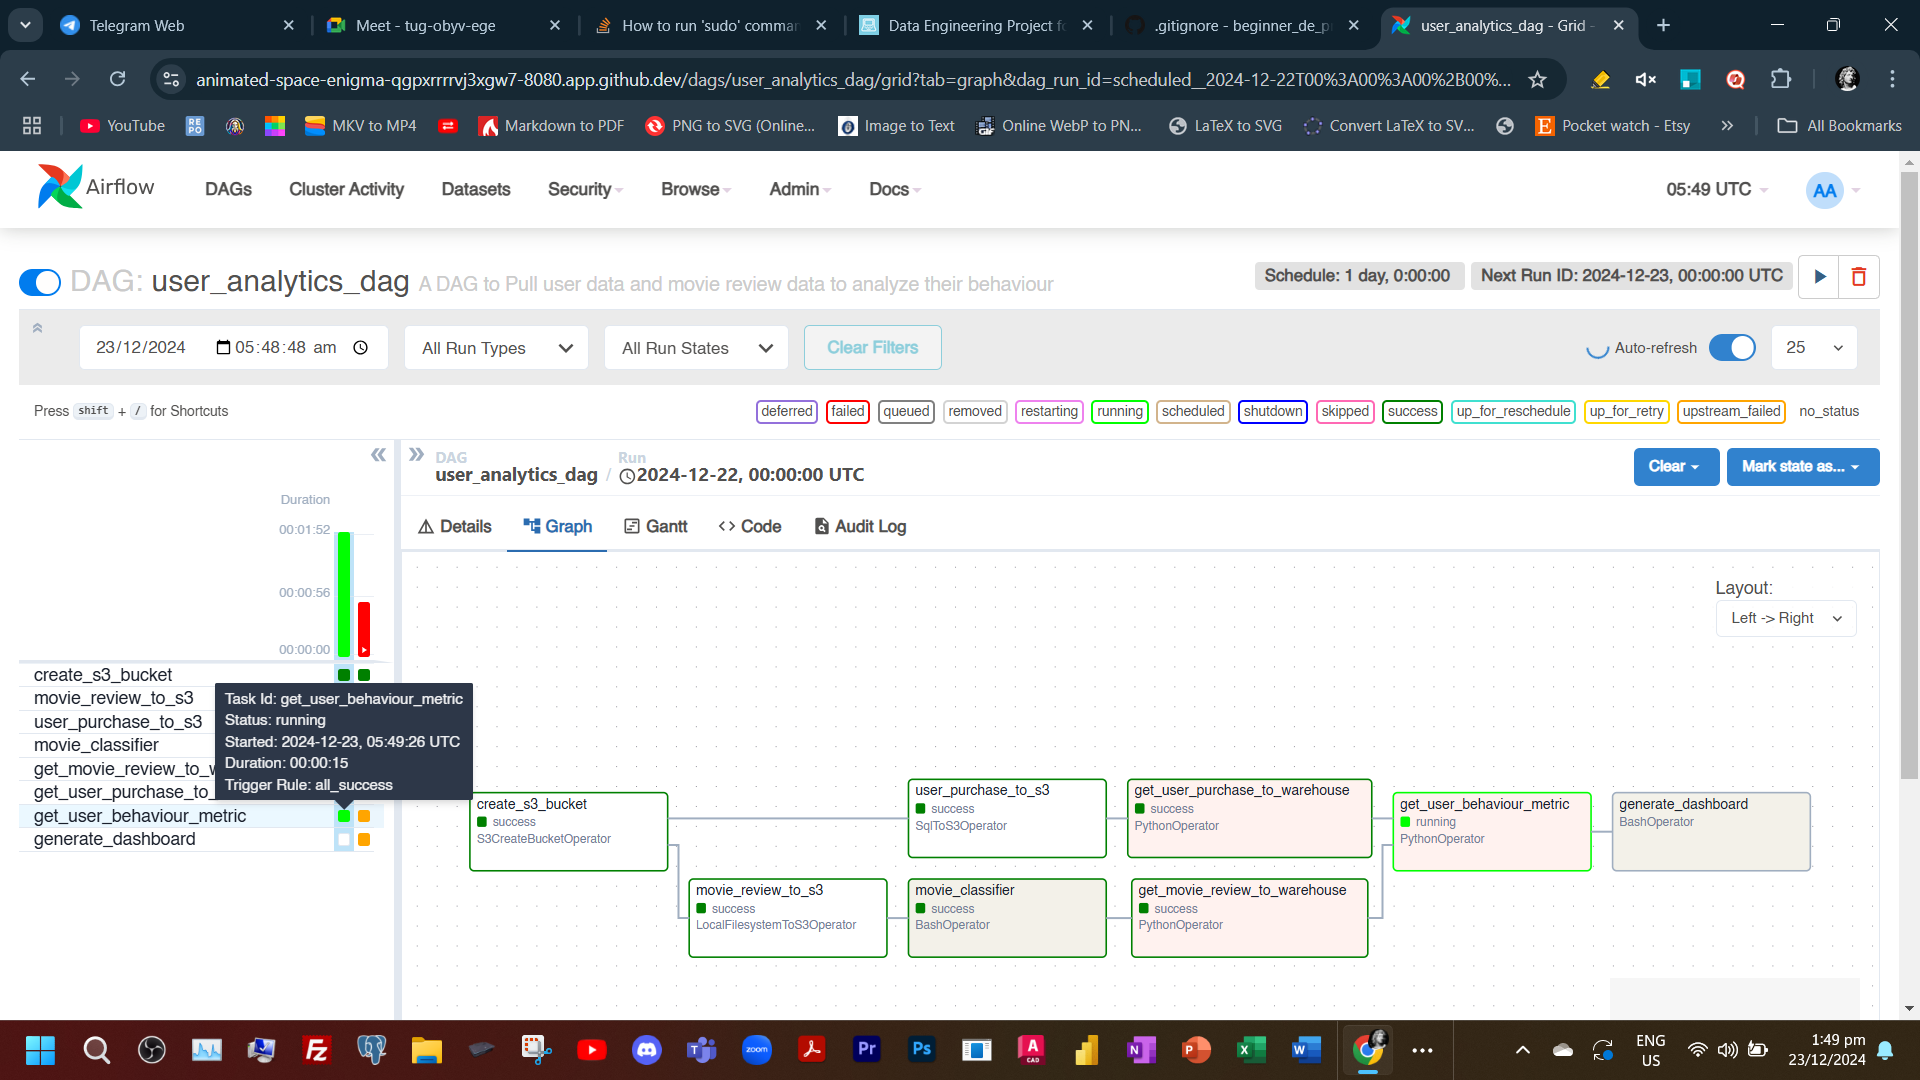 Telegram Web
Meet - tug-obyv-ege
How to run 'sudo' comman
Data Engineering Project fo
.gitignore - beginner_de_pr
user_analytics_dag - Grid -
animated-space-enigma-qgpxrrrrvj3xgw7-8080.app.github.dev/dags/user_analytics_dag/grid?tab=graph&dag_run_id=scheduled__2024-12-22T00%3A00%3A00%2B00%...
YouTube
MKV to MP4
Markdown to PDF
PNG to SVG (Online...
Image to Text
Online WebP to PN...
LaTeX to SVG
Convert LaTeX to SV...
Pocket watch - Etsy
All Bookmarks
Airflow
DAGs
Cluster Activity
Datasets
Security
Browse
Admin
Docs
05:49 UTC
AA
DAG: user_analytics_dag A DAG to Pull user data and movie review data to analyze their behaviour
Schedule: 1 day, 0:00:00
Next Run ID: 2024-12-23, 00:00:00 UTC
23/12/2024 05:48:48 am
All Run Types
All Run States
Clear Filters
Auto-refresh
25
Press shift + / for Shortcuts
deferred
failed
queued
removed
restarting
running
scheduled
shutdown
skipped
success
up_for_reschedule
up_for_retry
upstream_failed
no_status
DAG
user_analytics_dag
/
Run
2024-12-22, 00:00:00 UTC
Clear
Mark state as...
Duration
00:01:52
00:00:56
00:00:00
Details
Graph
Gantt
Code
Audit Log
Layout:
Left -> Right
create_s3_bucket
movie_review_to_s3
user_purchase_to_s3
movie_classifier
get_movie_review_to_w
get_user_purchase_to_
get_user_behaviour_metric
generate_dashboard
Task Id: get_user_behaviour_metric
Status: running
Started: 2024-12-23, 05:49:26 UTC
Duration: 00:00:15
Trigger Rule: all_success
create_s3_bucket
success
S3CreateBucketOperator
user_purchase_to_s3
success
SqlToS3Operator
get_user_purchase_to_warehouse
success
PythonOperator
get_user_behaviour_metric
running
PythonOperator
generate_dashboard
BashOperator
movie_review_to_s3
success
LocalFilesystemToS3Operator
movie_classifier
success
BashOperator
get_movie_review_to_warehouse
success
PythonOperator
zoom
Pr
Ps
CAD
ENG
US
1:49 pm
23/12/2024